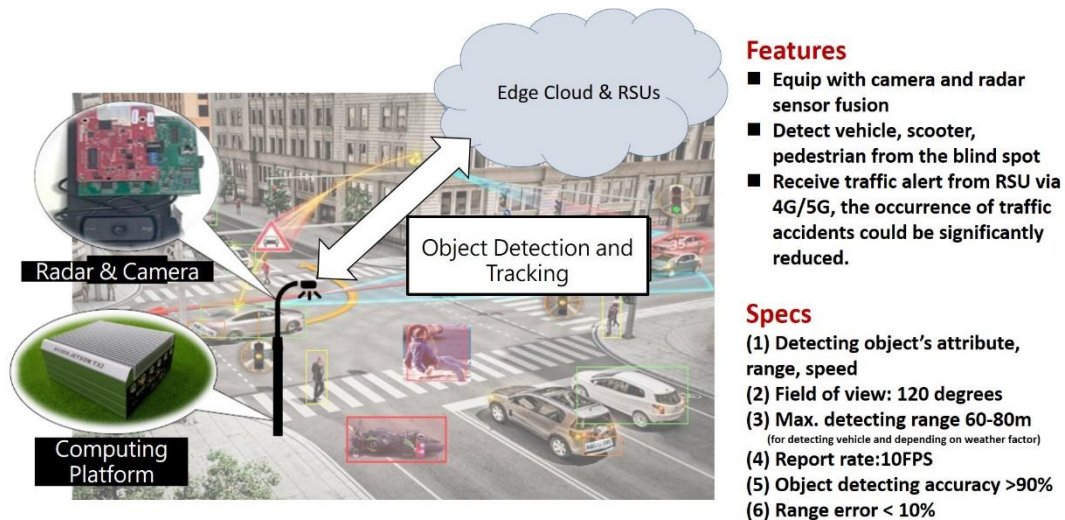 Edge Cloud & RSUs
Radar & Camera
Object Detection and
Tracking
35
Computing
Platform
Features
■ Equip with camera and radar
sensor fusion
■ Detect vehicle, scooter,
pedestrian from the blind spot
■ Receive traffic alert from RSU via
4G/5G, the occurrence of traffic
accidents could be significantly
reduced.
Specs
(1) Detecting object's attribute,
range, speed
(2) Field of view: 120 degrees
(3) Max. detecting range 60-80m
(for detecting vehicle and depending on weather factor)
(4) Report rate:10FPS
(5) Object detecting accuracy >90%
(6) Range error < 10%